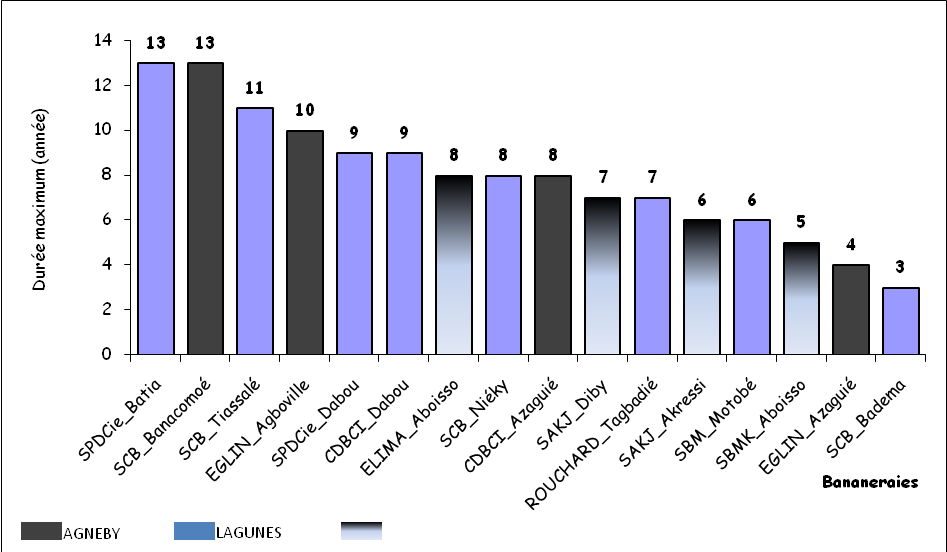 Durée maximum (année)
14
12
10
8
6
4
2
0
13
13
11
10
9
9
8
8
8
7
7
6
6
5
4
3
SPDCie_Batia
SCB_Banacomoé
SCB_Tiassalé
EGLIN_Agboville
SPDCie_Dabou
CDBCI_Dabou
ELIMA_Aboisso
SCB_Niéky
CDBCI_Azaguié
SAKJ_Diby
ROUCHARD_Tagbadié
SAKJ_Akressi
SBM_Motobé
SBMK_Aboisso
EGLIN_Azaguié
SCB_Badema
Bananeraies
AGNEBY
LAGUNES